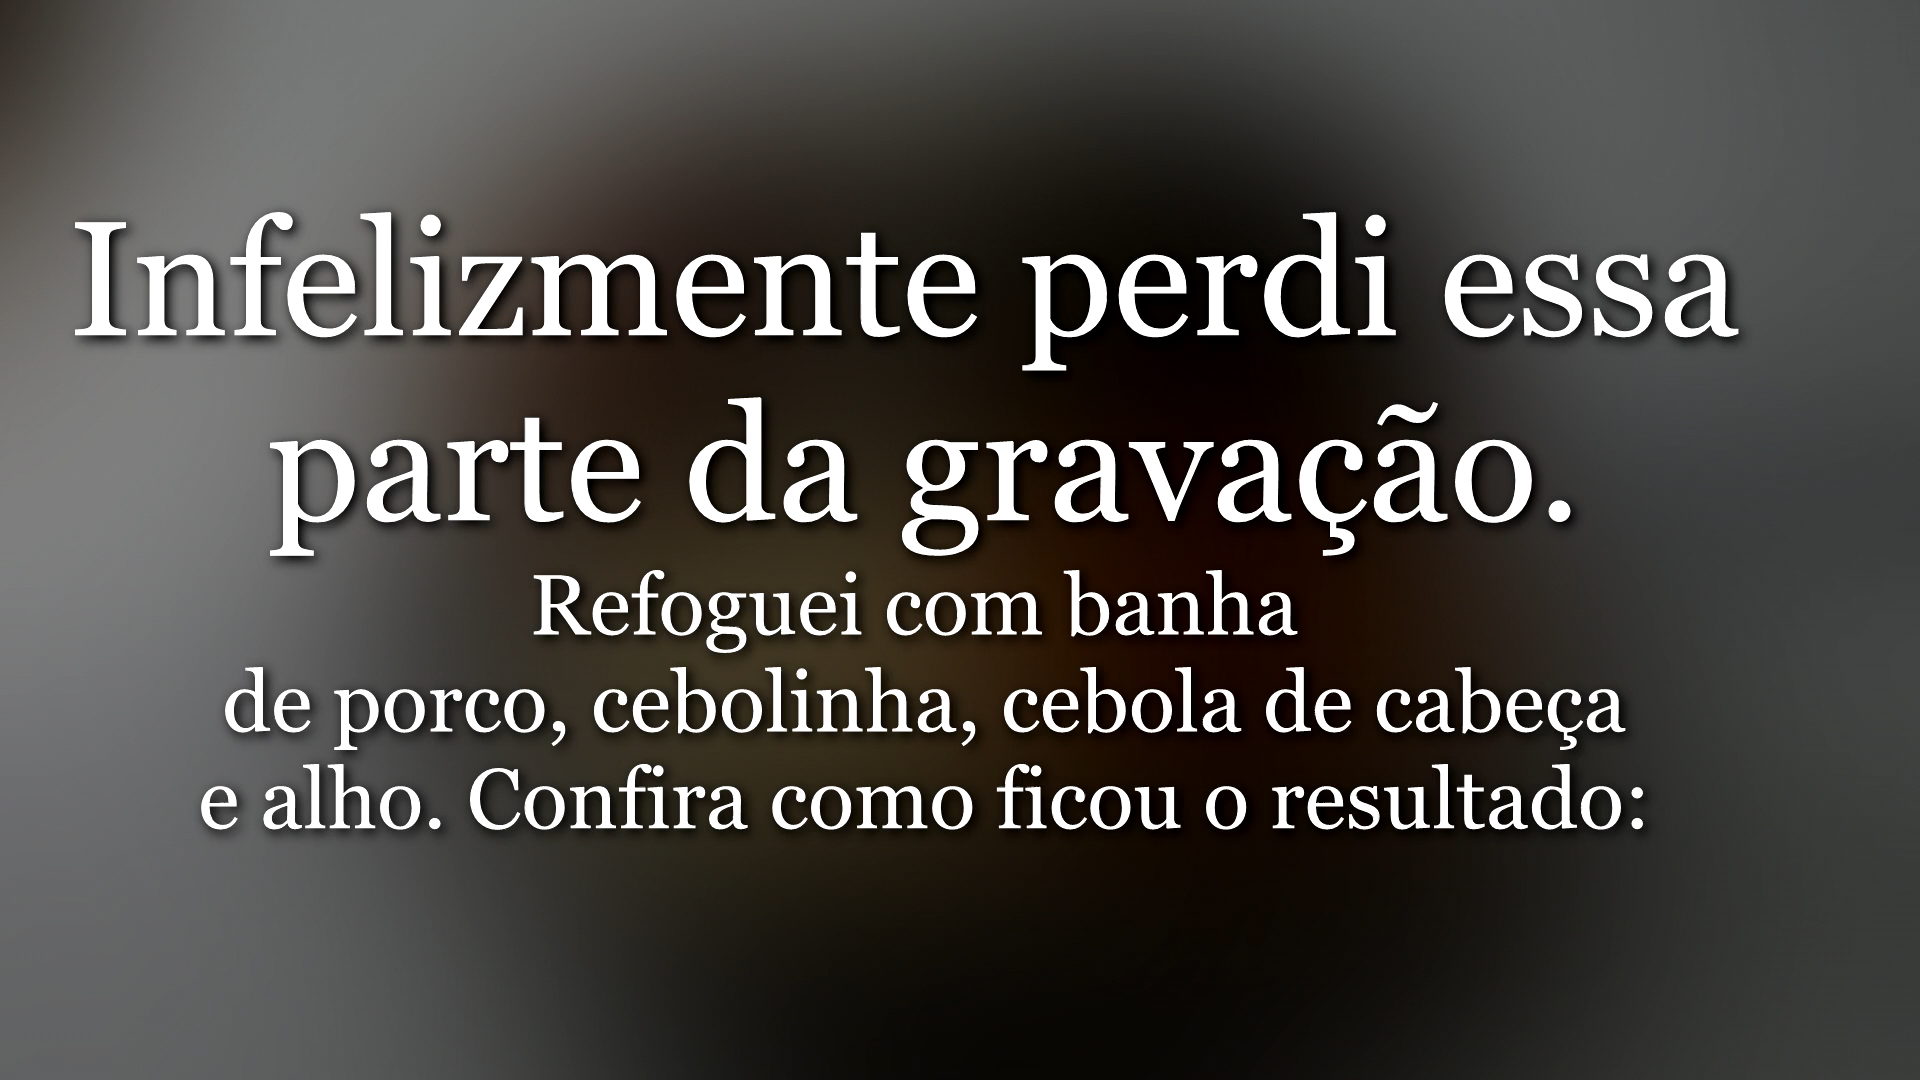 Infelizmente perdi essa
parte da gravação.
Refoguei com banha
de porco, cebolinha, cebola de cabeça
e alho. Confira como ficou o resultado: